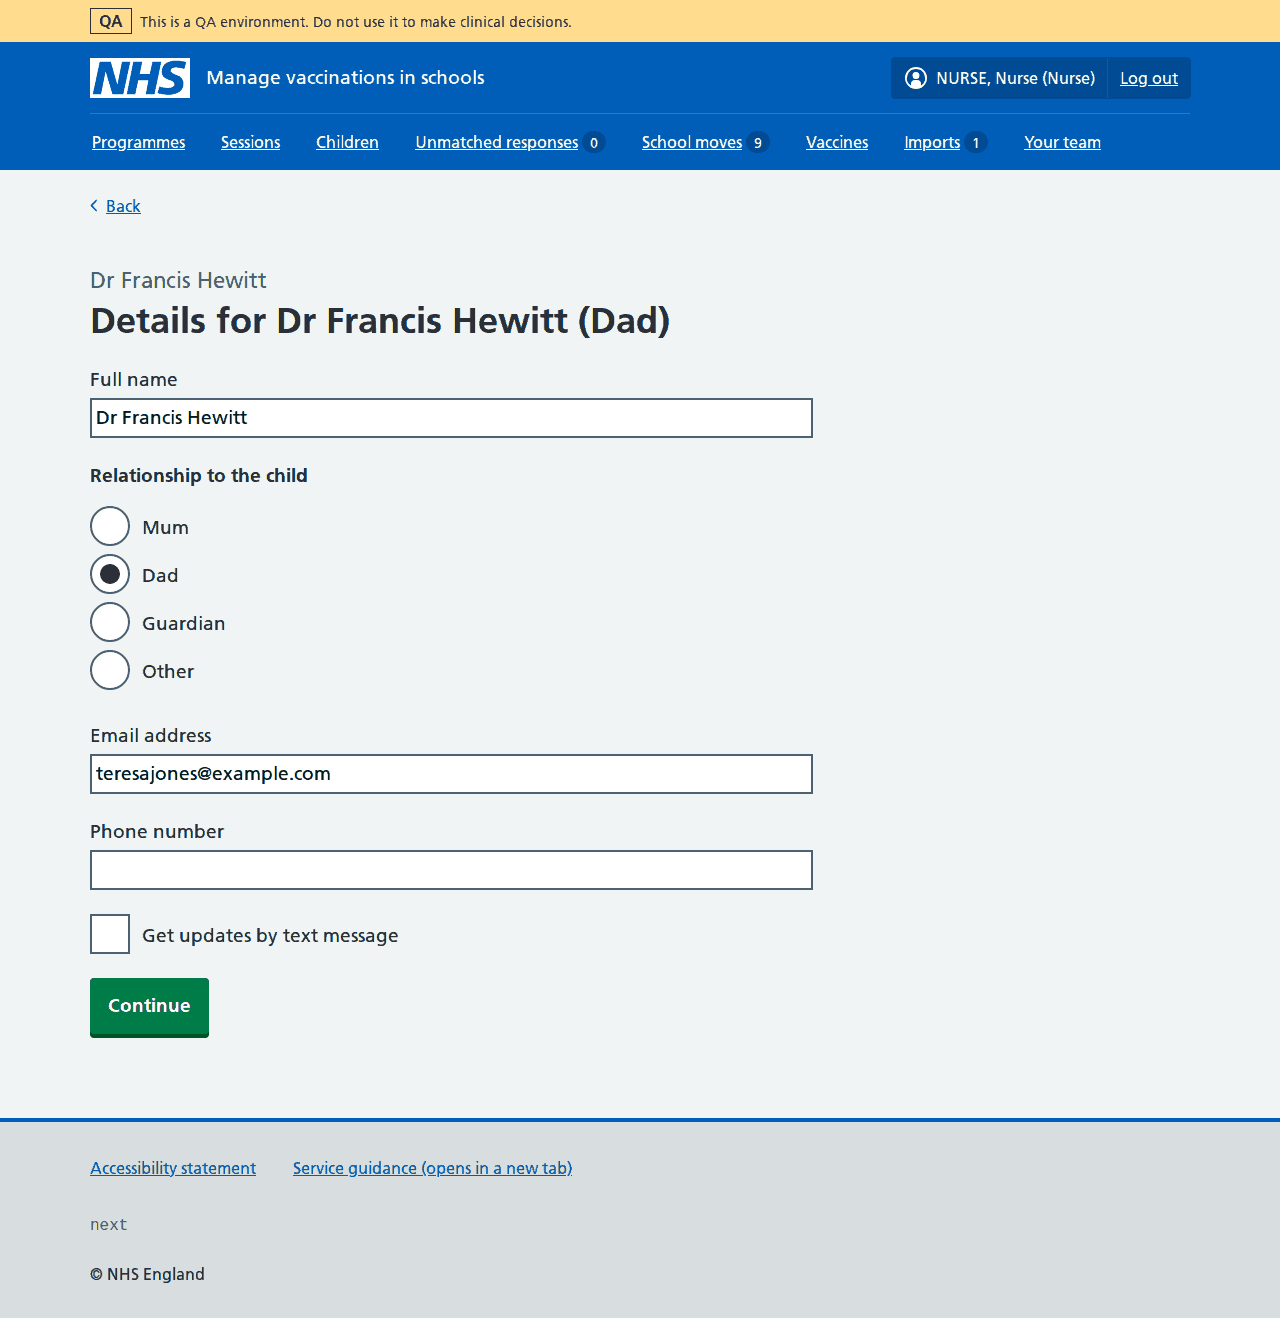 QA This is a QA environment. Do not use it to make clinical decisions.
NHS Manage vaccinations in schools NURSE, Nurse (Nurse) Log out
Programmes Sessions Children Unmatched responses 0 School moves 9 Vaccines Imports 1 Your team
Back
Dr Francis Hewitt
Details for Dr Francis Hewitt (Dad)
Full name
Dr Francis Hewitt
Relationship to the child
Mum
Dad
Guardian
Other
Email address
teresajones@example.com
Phone number
Get updates by text message
Continue
Accessibility statement Service guidance (opens in a new tab)
next
© NHS England